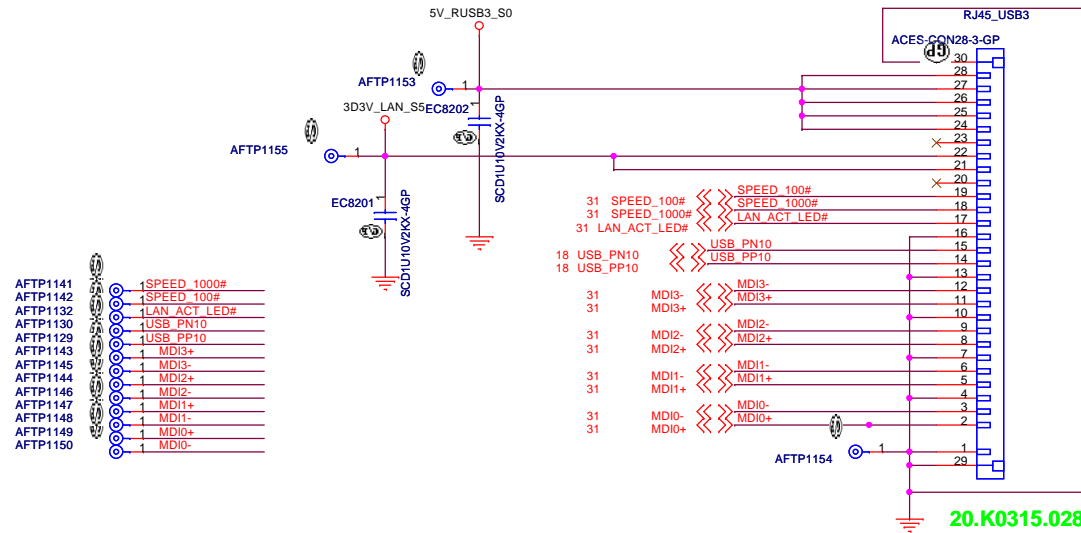 5V_RUSB3_S0
RJ45_USB3
ACES-CON28-3-GP
GP
AFTP1153
1
3D3V_LAN_S5
EC8202
1
SCD1U10V2KX-4GP
AFTP1155
1
EC8201
1
SCD1U10V2KX-4GP
30
28
27
26
25
24
23
22
21
20
19
18
17
16
15
14
13
12
11
10
9
8
7
6
5
4
3
2
1
29
31 SPEED_100# SPEED_100#
31 SPEED_1000# SPEED_1000#
31 LAN_ACT_LED# LAN_ACT_LED#
18 USB_PN10 USB_PN10
18 USB_PP10 USB_PP10
31 MDI3- MDI3-
31 MDI3+ MDI3+
31 MDI2- MDI2-
31 MDI2+ MDI2+
31 MDI1- MDI1-
31 MDI1+ MDI1+
31 MDI0- MDI0-
31 MDI0+ MDI0+
AFTP1154 1
AFTP1141 1 SPEED_1000#
AFTP1142 1 SPEED_100#
AFTP1132 1 LAN_ACT_LED#
AFTP1130 1 USB_PN10
AFTP1129 1 USB_PP10
AFTP1143 1 MDI3+
AFTP1145 1 MDI3-
AFTP1144 1 MDI2+
AFTP1146 1 MDI2-
AFTP1147 1 MDI1+
AFTP1148 1 MDI1-
AFTP1149 1 MDI0+
AFTP1150 1 MDI0-
20.K0315.028